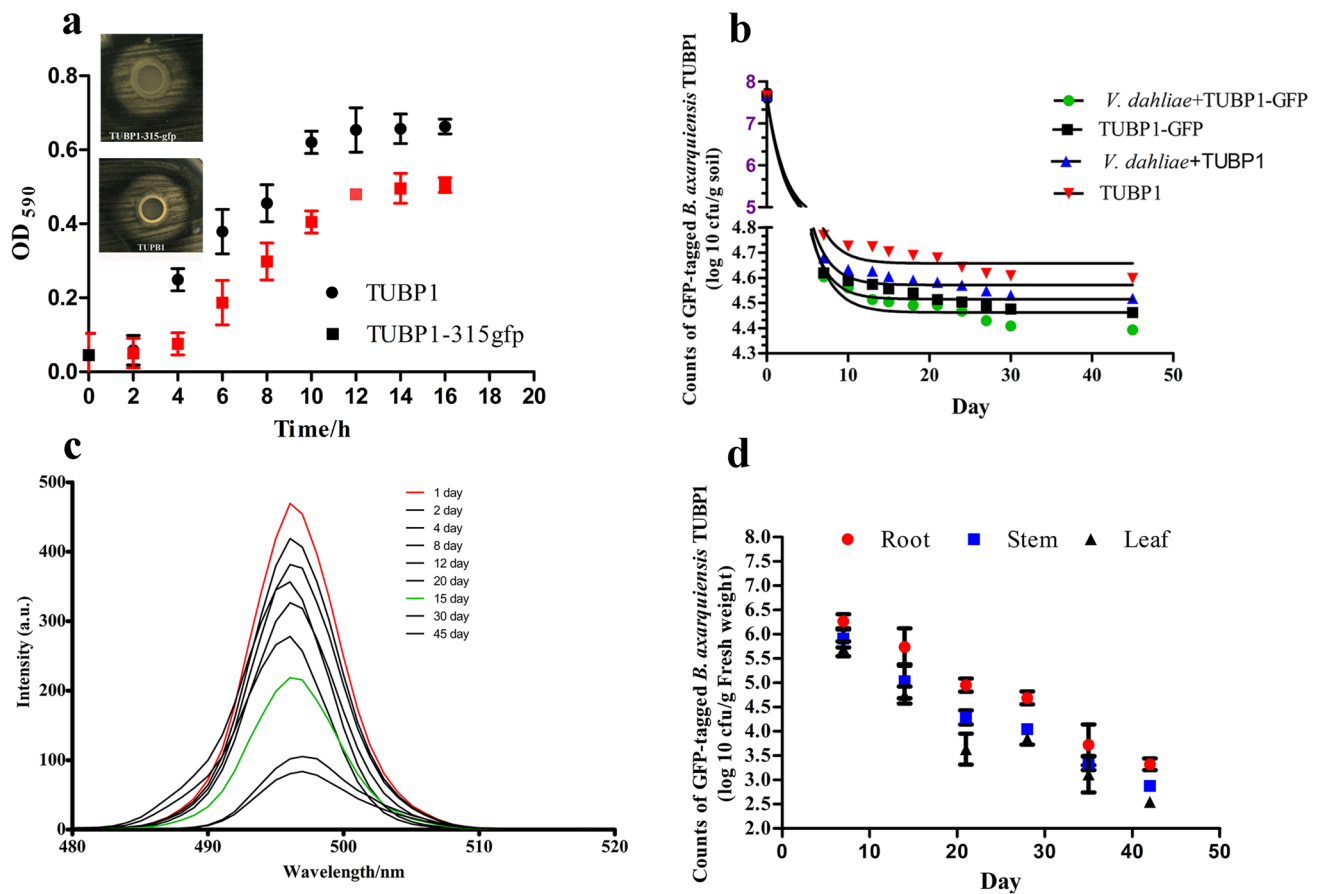 a
0.8
0.6
0.4
0.2
0.0
OD 590
TUBP1-315-gfp
TUPB1
TUBP1
TUBP1-315gfp
0 2 4 6 8 10 12 14 16 18 20
Time/h
b
Counts of GFP-tagged B. axarquiensis TUBP1
(log 10 cfu/g soil)
8
7
6
5
4.8
4.6
4.5
4.4
4.3
V. dahliae+TUBP1-GFP
TUBP1-GFP
V. dahliae+TUBP1
TUBP1
0 10 20 30 40 50
Day
c
Intensity (a.u.)
500
400
300
200
100
0
1 day
2 day
4 day
8 day
12 day
20 day
15 day
30 day
45 day
480 490 500 510 520
Wavelength/nm
d
Counts of GFP-tagged B. axarquiensis TUBP1
(log 10 cfu/g Fresh weight)
8.0
7.5
7.0
6.5
6.0
5.5
5.0
4.5
4.0
3.5
3.0
2.5
2.0
Root Stem Leaf
0 10 20 30 40 50
Day